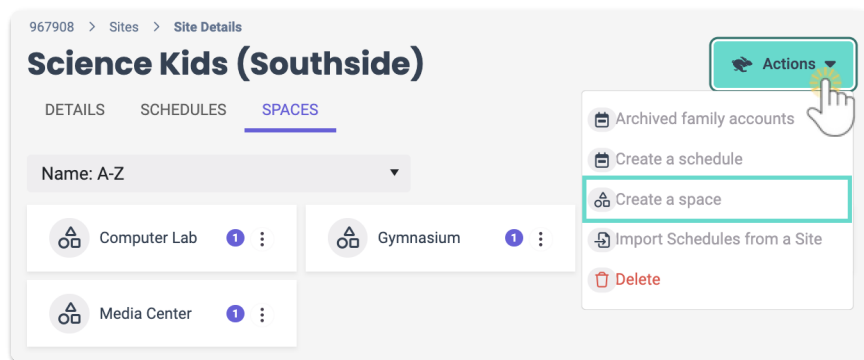 967908 > Sites > Site Details
Science Kids (Southside)
Actions
DETAILS SCHEDULES SPACES
Archived family accounts
Create a schedule
Create a space
Import Schedules from a Site
Delete
Name: A-Z
Computer Lab 1
Gymnasium 1
Media Center 1